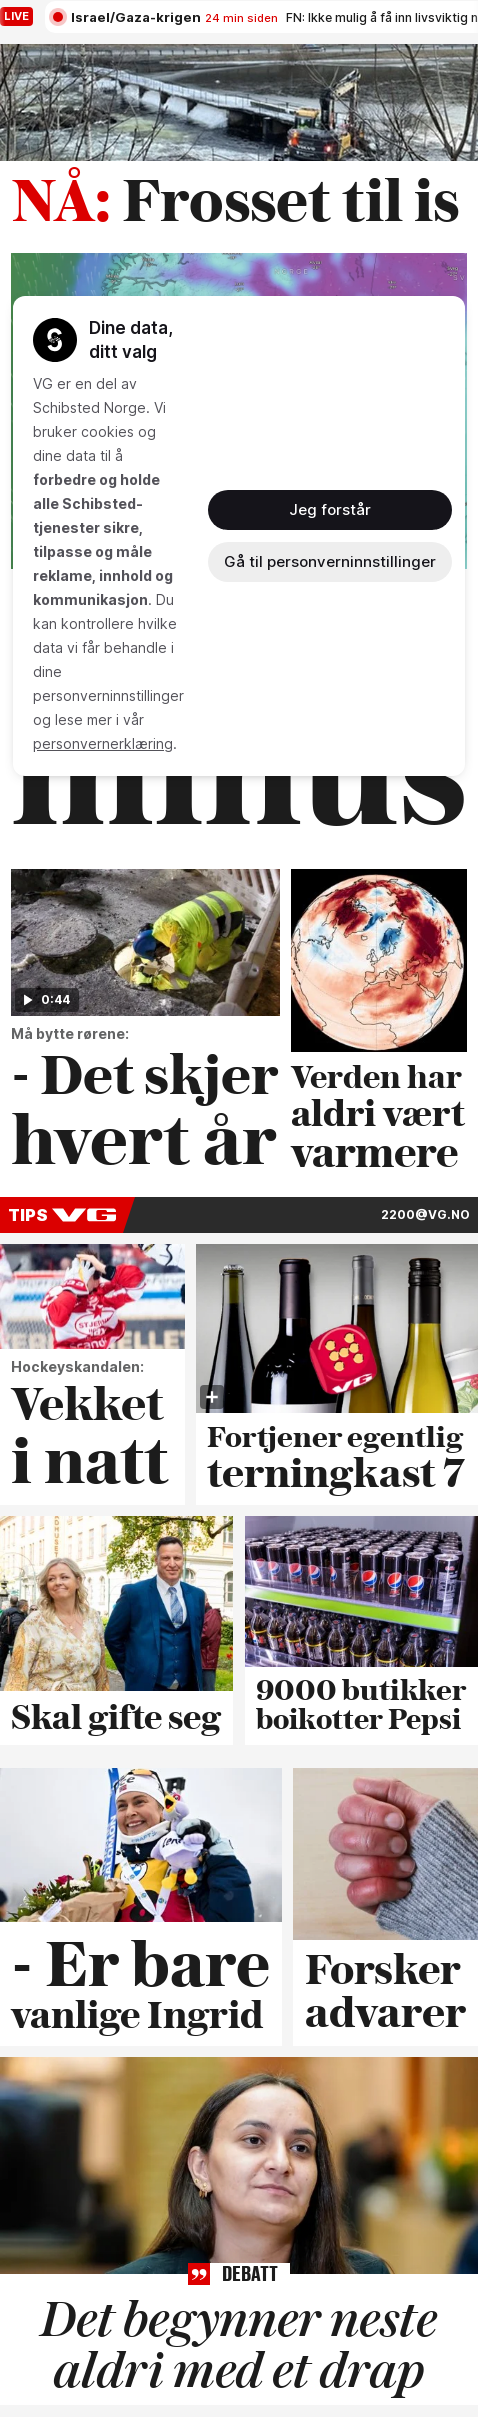 LIVE
Israel/Gaza-krigen 24 min siden FN: Ikke mulig å få inn livsviktig n
NÅ: Frosset til is
Dine data,
ditt valg
VG er en del av
Schibsted Norge. Vi
bruker cookies og
dine data til å
forbedre og holde
alle Schibsted-
tjenester sikre,
tilpasse og måle
reklame, innhold og
kommunikasjon. Du
kan kontrollere hvilke
data vi får behandle i
dine
personverninnstillinger
og lese mer i vår
personvernerklæring.
Jeg forstår
Gå til personverninnstillinger
minus
0:44
Må bytte rørene:
- Det skjer
hvert år
Verden har
aldri vært
varmere
TIPS VG
2200@VG.NO
Hockeyskandalen:
Vekket
i natt
VG
Fortjener egentlig
terningkast 7
Skal gifte seg
9000 butikker
boikotter Pepsi
- Er bare
vanlige Ingrid
Forsker
advarer
DEBATT
Det begynner neste
aldri med et drap